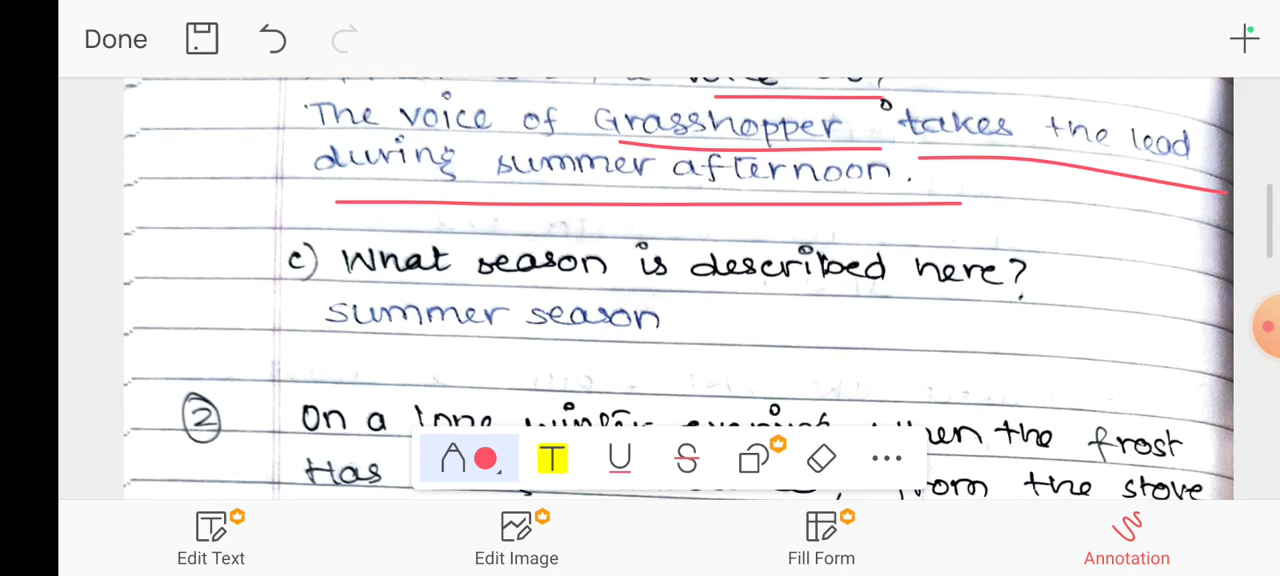 Done
The voice of Grasshopper takes the lead
during summer afternoon.
c) What season is described here?
summer season
2 On a when the frost
Has from the stove
Edit Text
Edit Image
Fill Form
Annotation